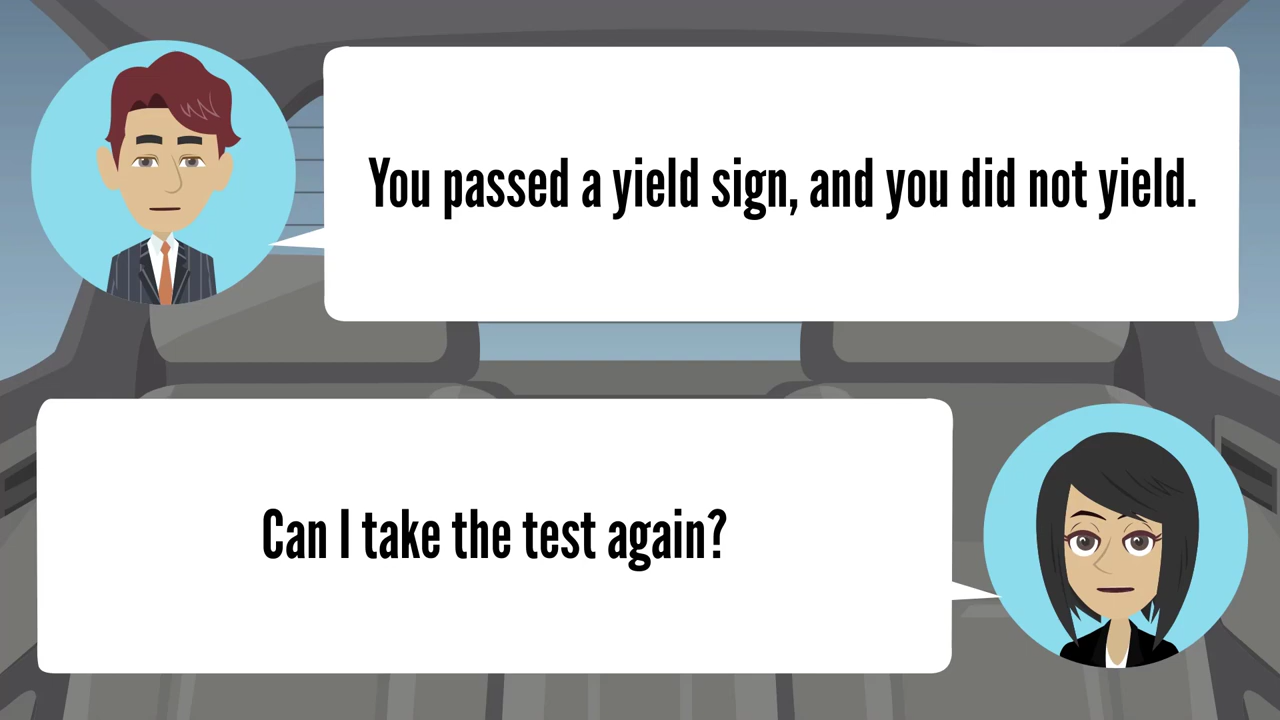 You passed a yield sign, and you did not yield.
Can I take the test again?